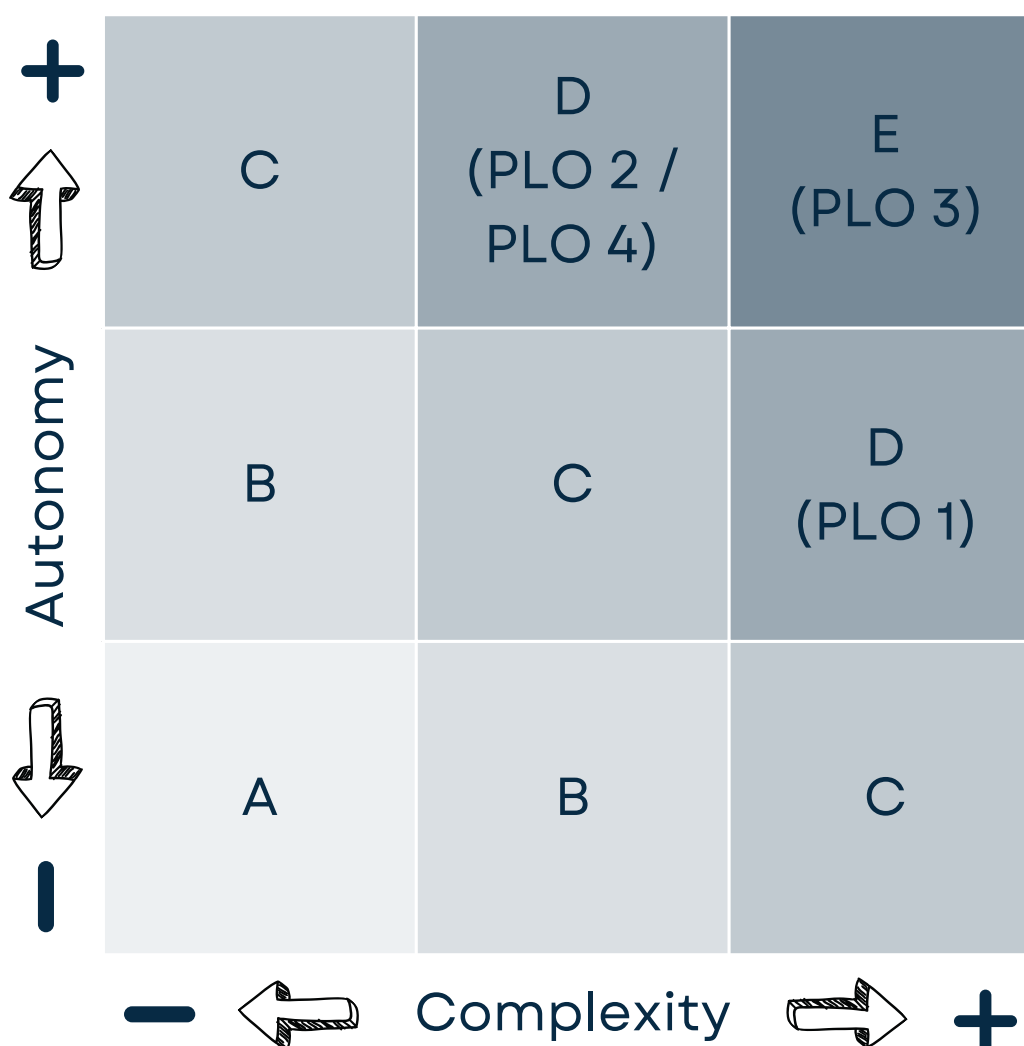 +
C
D
(PLO 2 /
PLO 4)
E
(PLO 3)
Autonomy
B
C
D
(PLO 1)
A
B
C
−
− Complexity +